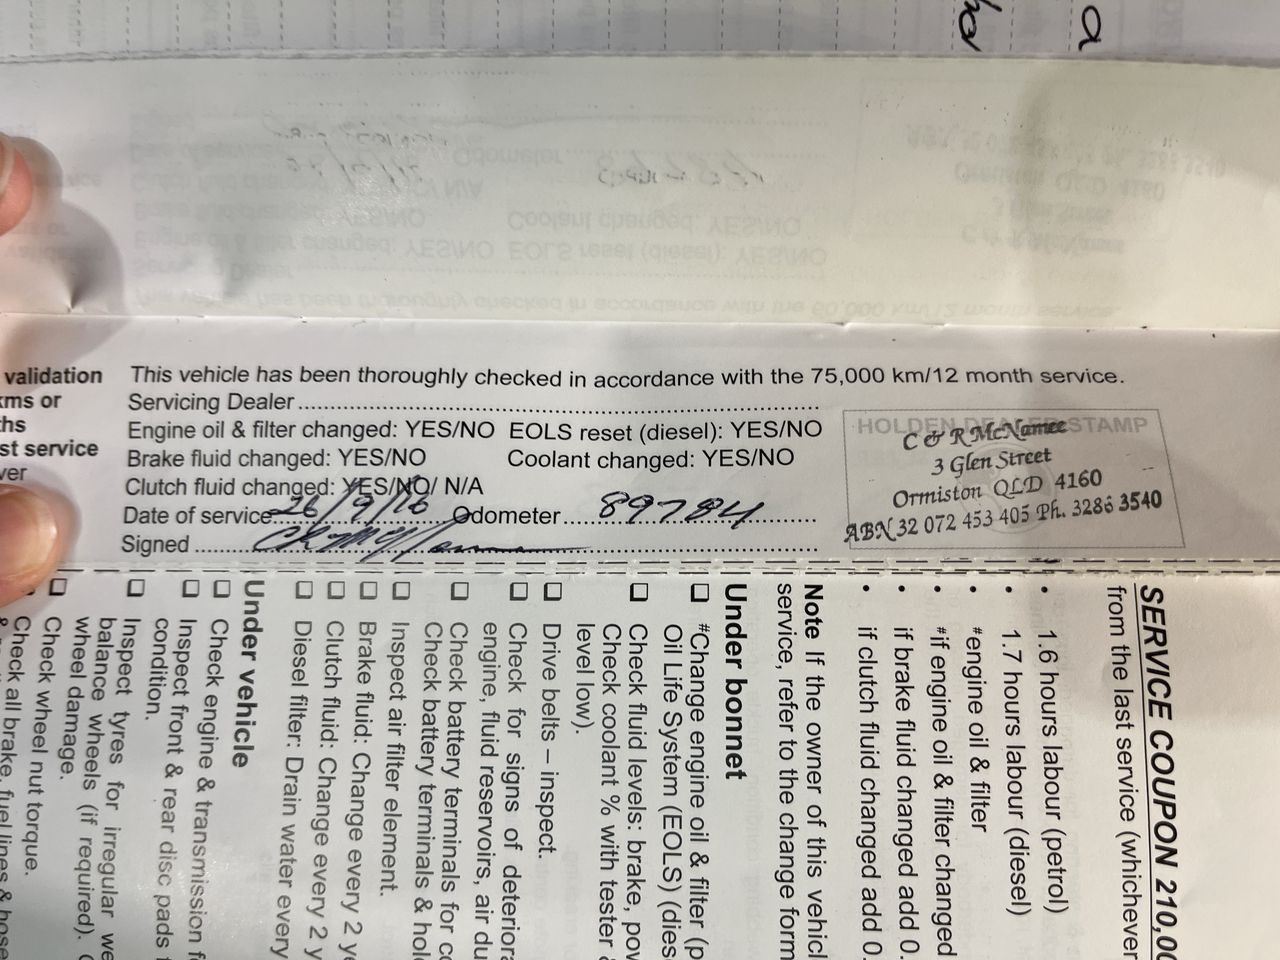 validation
kms or
ths
st service
ver
This vehicle has been thoroughly checked in accordance with the 75,000 km/12 month service.
Servicing Dealer
Engine oil & filter changed: YES/NO EOLS reset (diesel): YES/NO
Brake fluid changed: YES/NO Coolant changed: YES/NO
Clutch fluid changed: YES/NO/ N/A
Date of service 26/9/16 Odometer 89784
Signed
HOLDEN DEALER STAMP
C & R McNamee
3 Glen Street
Ormiston QLD 4160
ABN 32 072 453 405 Ph. 3286 3540
SERVICE COUPON 210,00
from the last service (whichever
• 1.6 hours labour (petrol)
• 1.7 hours labour (diesel)
• #engine oil & filter
• #if engine oil & filter changed
• if brake fluid changed add 0.
• if clutch fluid changed add 0.
Note If the owner of this vehicl
service, refer to the change form
Under bonnet
#Change engine oil & filter (p
Oil Life System (EOLS) (dies
Check fluid levels: brake, pow
Check coolant % with tester
level low).
Drive belts – inspect.
Check for signs of deteriora
engine, fluid reservoirs, air du
Check battery terminals for co
Check battery terminals & hol
Inspect air filter element.
Brake fluid: Change every 2 ye
Clutch fluid: Change every 2 y
Diesel filter: Drain water every
Under vehicle
Check engine & transmission f
Inspect front & rear disc pads
condition.
Inspect tyres for irregular we
balance wheels (if required).
wheel damage.
Check wheel nut torque.
Check all brake, fuel lines & hose